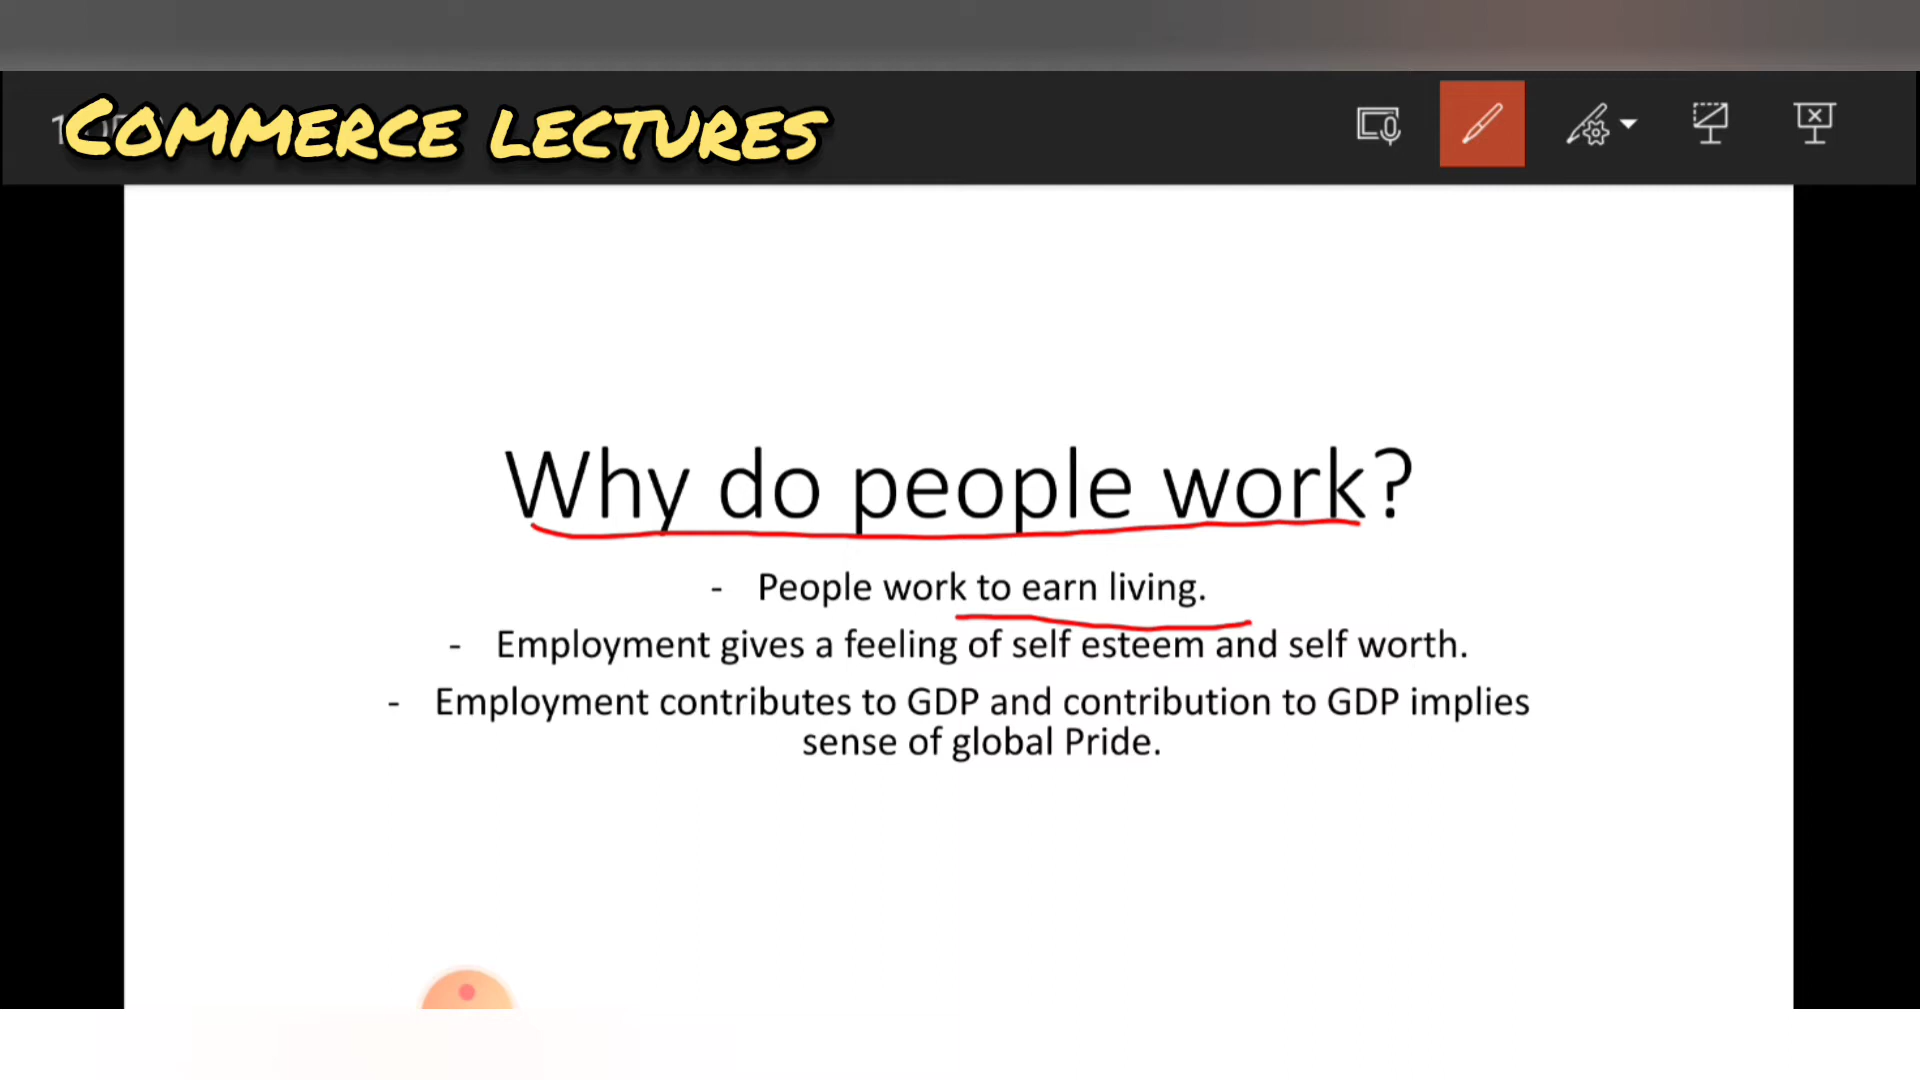 COMMERCE LECTURES
Why do people work?
- People work to earn living.
- Employment gives a feeling of self esteem and self worth.
- Employment contributes to GDP and contribution to GDP implies
sense of global Pride.